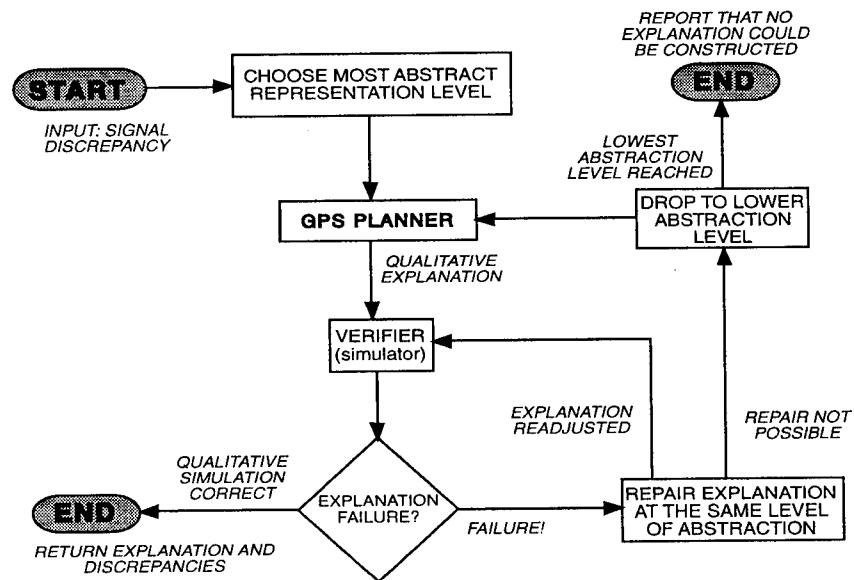 REPORT THAT NO
EXPLANATION COULD
BE CONSTRUCTED
START
CHOOSE MOST ABSTRACT
REPRESENTATION LEVEL
END
INPUT: SIGNAL
DISCREPANCY
LOWEST
ABSTRACTION
LEVEL REACHED
GPS PLANNER
DROP TO LOWER
ABSTRACTION
LEVEL
QUALITATIVE
EXPLANATION
VERIFIER
(simulator)
EXPLANATION
READJUSTED
REPAIR NOT
POSSIBLE
QUALITATIVE
SIMULATION
CORRECT
END
EXPLANATION
FAILURE?
FAILURE!
REPAIR EXPLANATION
AT THE SAME LEVEL
OF ABSTRACTION
RETURN EXPLANATION AND
DISCREPANCIES